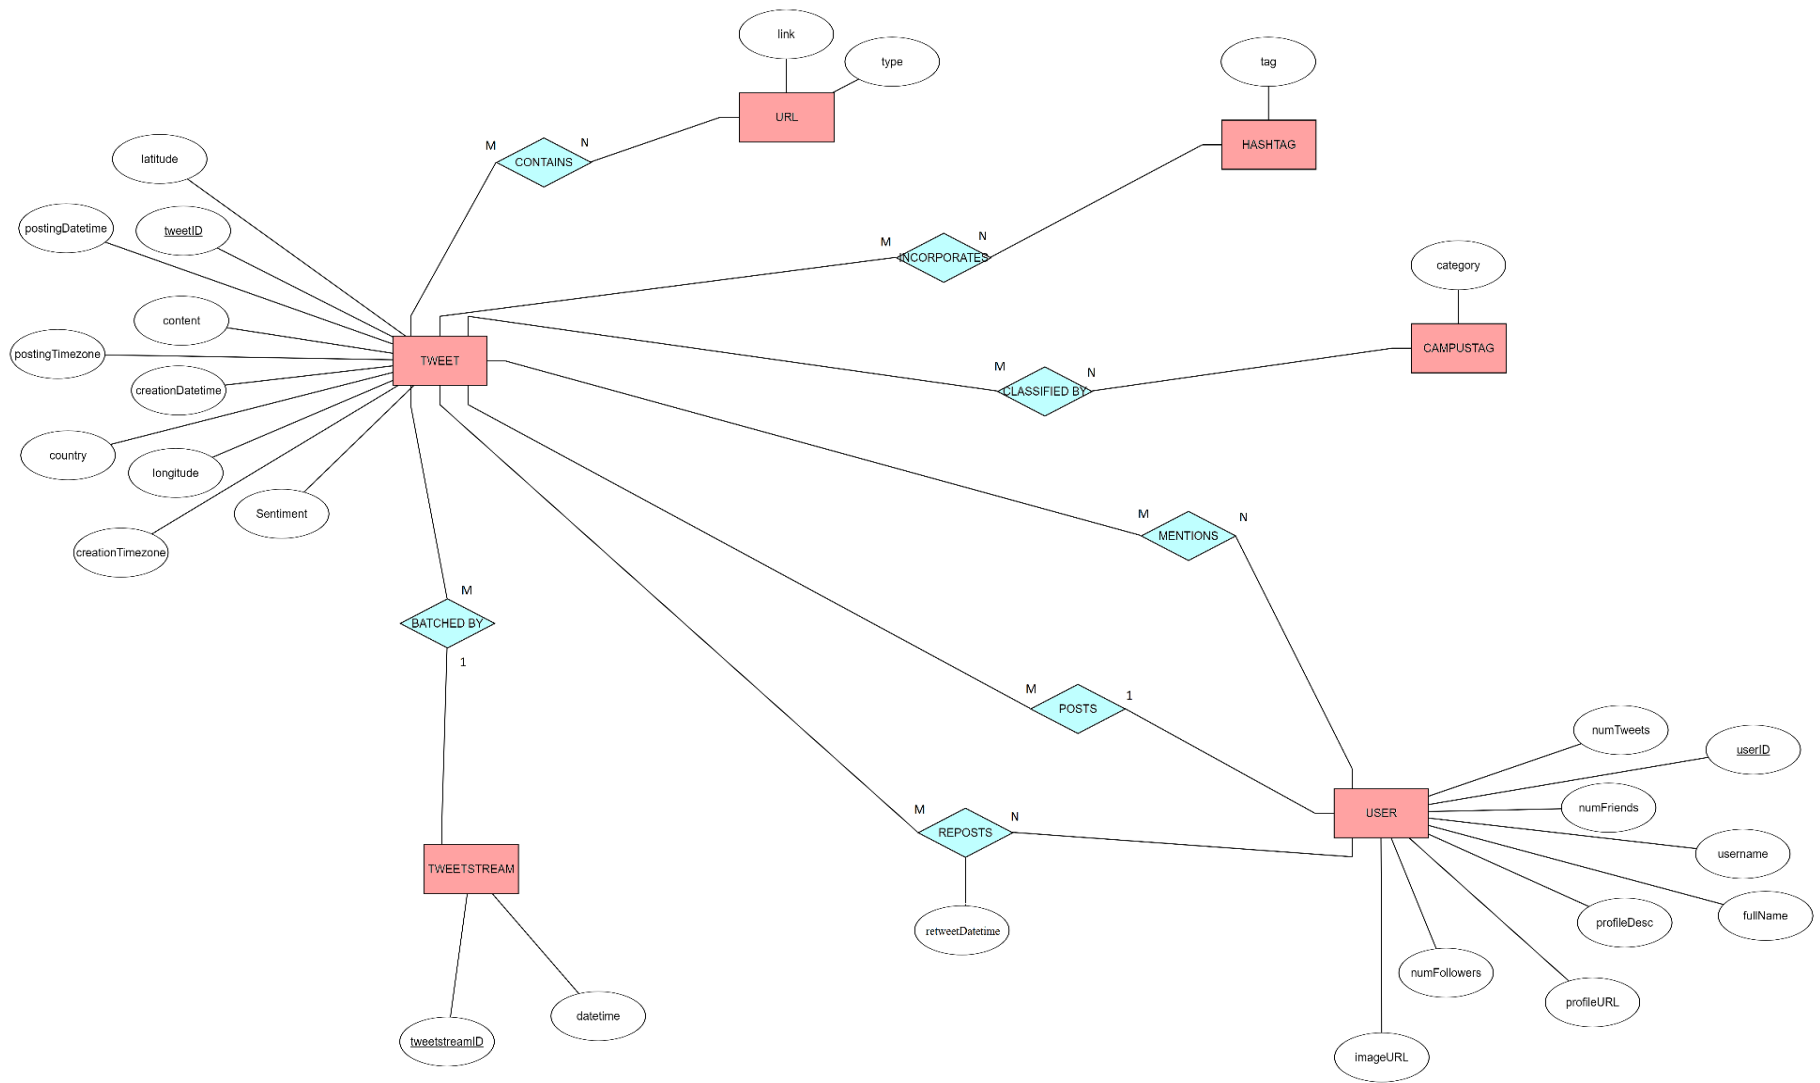 link
type
tag
URL
HASHTAG
M
N
CONTAINS
latitude
postingDatetime
tweetID
M
N
INCORPORATES
category
content
postingTimezone
TWEET
CAMPUSTAG
creationDatetime
M
N
CLASSIFIED BY
country
longitude
Sentiment
creationTimezone
M
N
MENTIONS
M
BATCHED BY
1
M
1
POSTS
numTweets
userID
M
N
REPOSTS
numFriends
USER
username
TWEETSTREAM
retweetDatetime
profileDesc
fullName
numFollowers
profileURL
tweetstreamID
datetime
imageURL